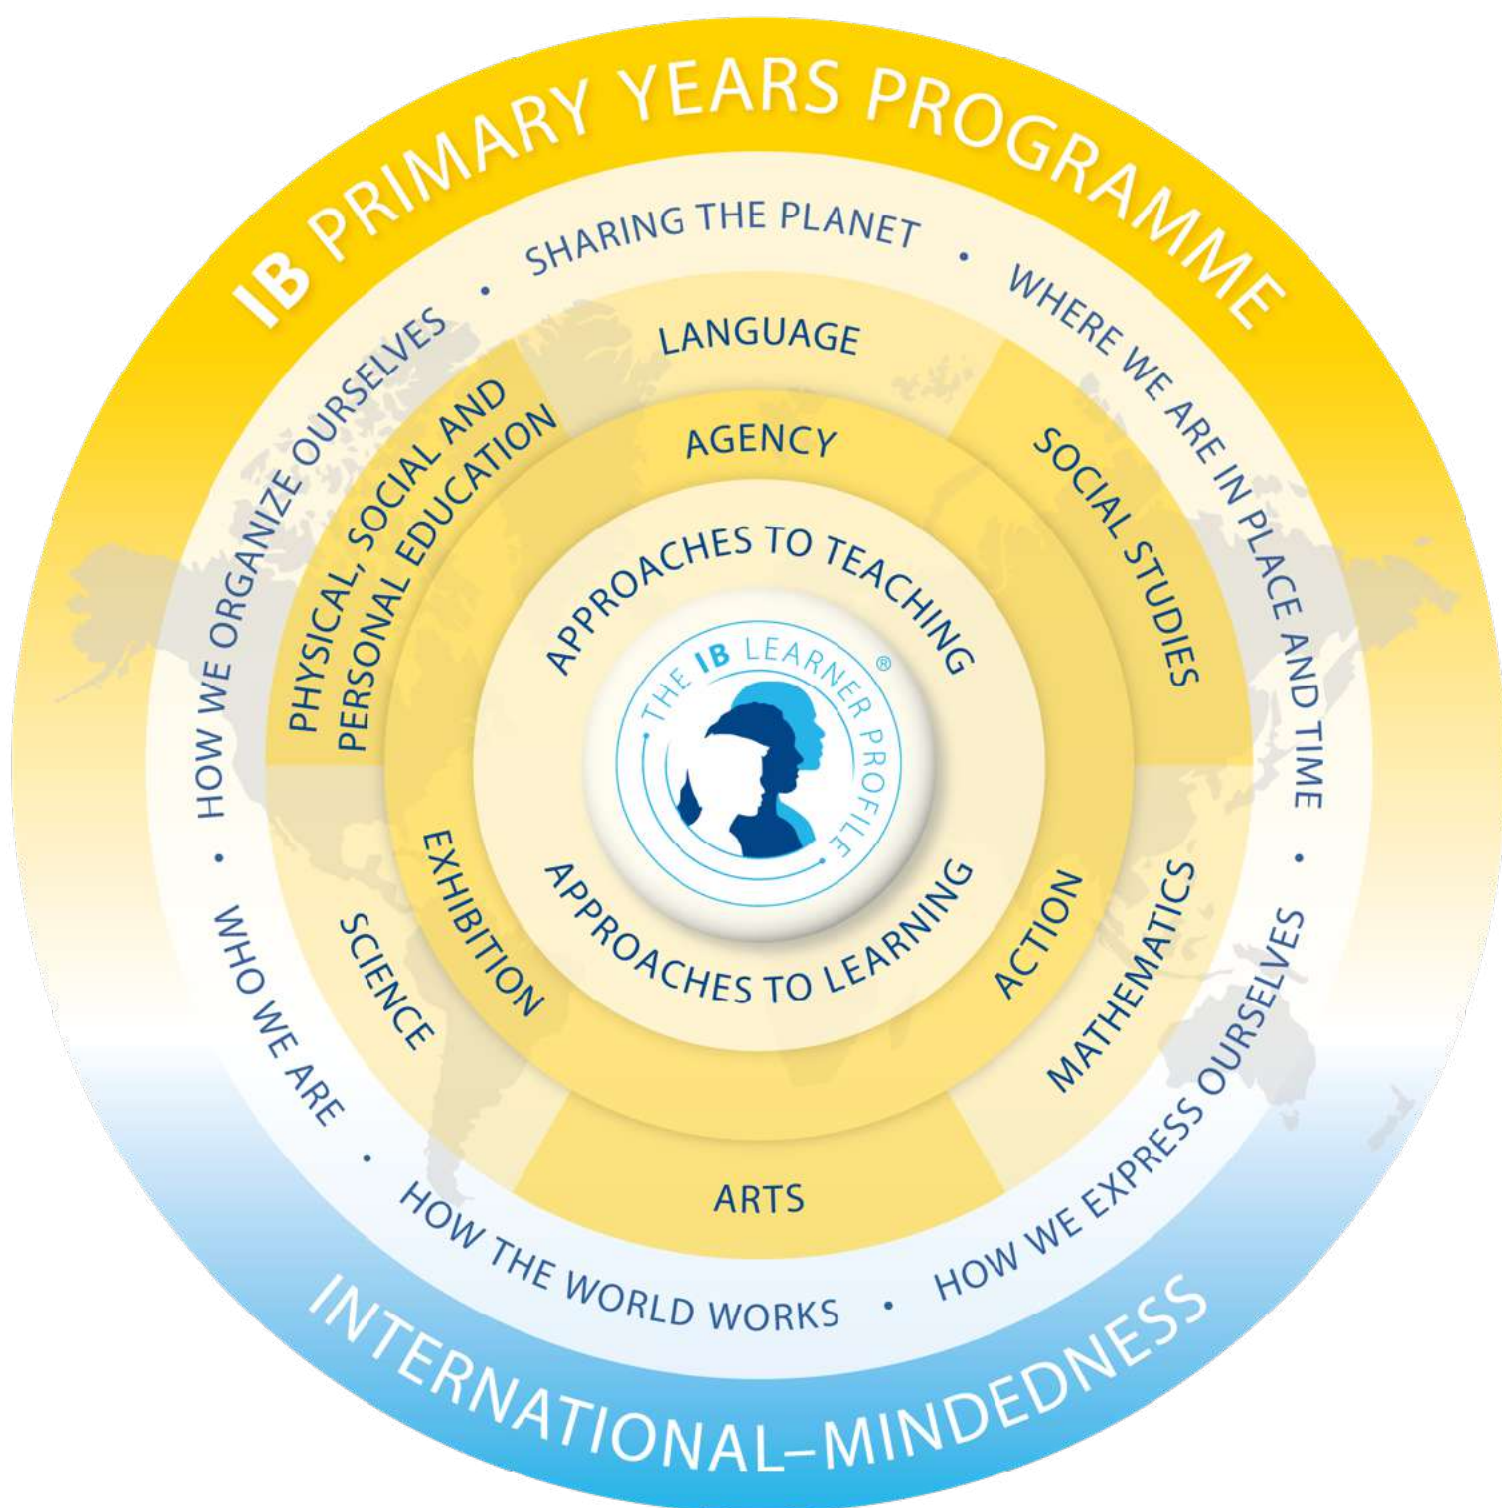 IB PRIMARY YEARS PROGRAMME
SHARING THE PLANET
•
WHERE WE ARE IN PLACE AND TIME
•
HOW WE EXPRESS OURSELVES
•
HOW THE WORLD WORKS
•
WHO WE ARE
•
HOW WE ORGANIZE OURSELVES
•
LANGUAGE
SOCIAL STUDIES
MATHEMATICS
ARTS
SCIENCE
PHYSICAL, SOCIAL AND
PERSONAL EDUCATION
AGENCY
ACTION
EXHIBITION
APPROACHES TO TEACHING
APPROACHES TO LEARNING
THE IB LEARNER PROFILE®
INTERNATIONAL–MINDEDNESS